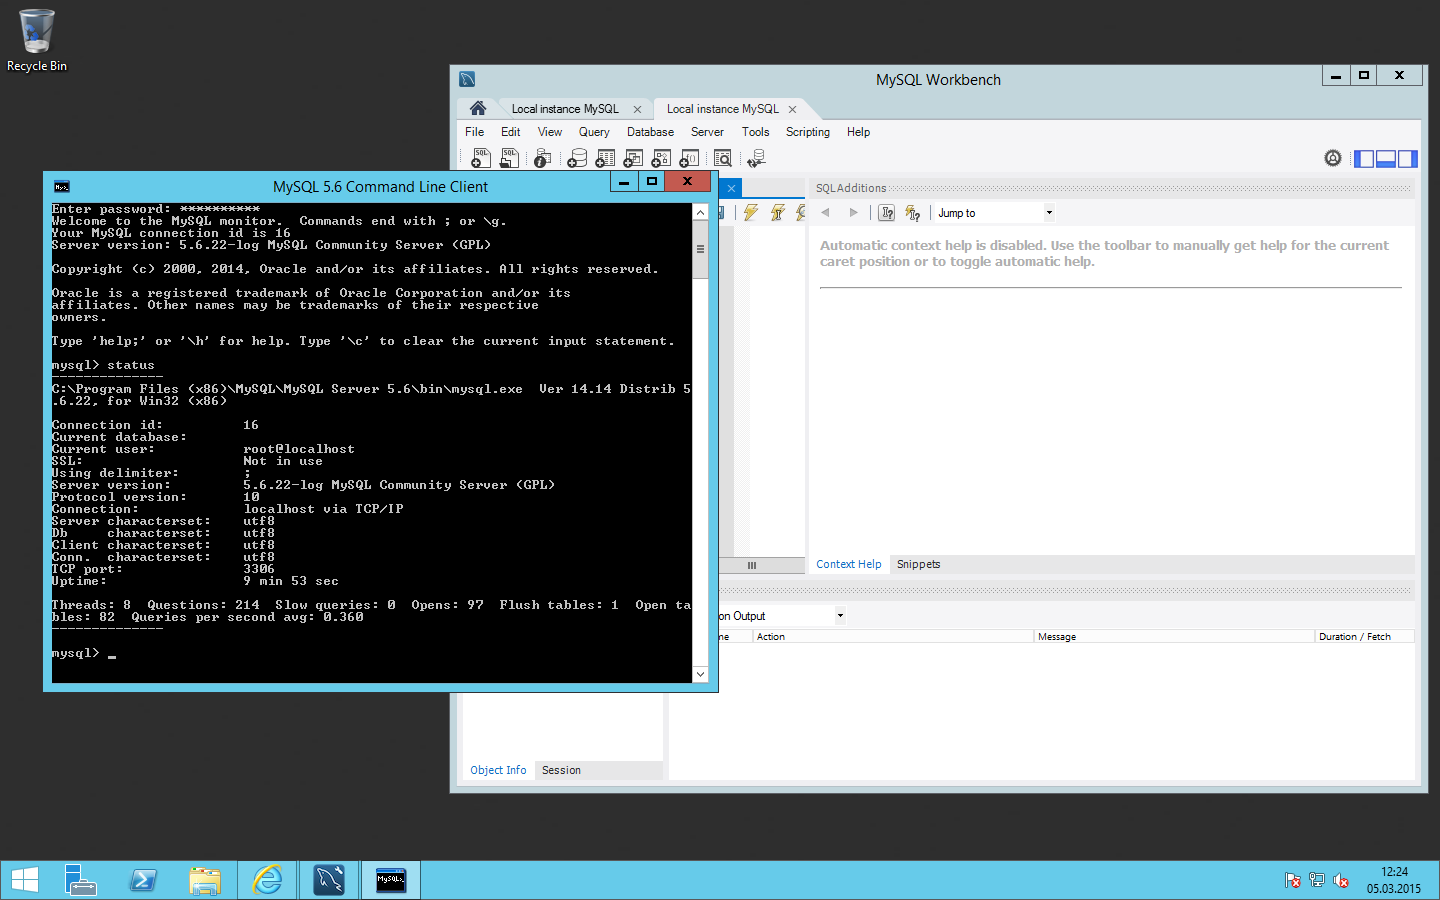 Recycle Bin
MySQL Workbench
Local instance MySQL
Local instance MySQL
File Edit View Query Database Server Tools Scripting Help
MySQL 5.6 Command Line Client
Enter password: **********
Welcome to the MySQL monitor.  Commands end with ; or \g.
Your MySQL connection id is 16
Server version: 5.6.22-log MySQL Community Server (GPL)
Copyright (c) 2000, 2014, Oracle and/or its affiliates. All rights reserved.
Oracle is a registered trademark of Oracle Corporation and/or its
affiliates. Other names may be trademarks of their respective
owners.
Type 'help;' or '\h' for help. Type '\c' to clear the current input statement.
mysql> status
--------------
C:\Program Files (x86)\MySQL\MySQL Server 5.6\bin\mysql.exe  Ver 14.14 Distrib 5
.6.22, for Win32 (x86)
Connection id:          16
Current database:
Current user:           root@localhost
SSL:                    Not in use
Using delimiter:        ;
Server version:         5.6.22-log MySQL Community Server (GPL)
Protocol version:       10
Connection:             localhost via TCP/IP
Server characterset:    utf8
Db     characterset:    utf8
Client characterset:    utf8
Conn.  characterset:    utf8
TCP port:               3306
Uptime:                 9 min 53 sec
Threads: 8  Questions: 214  Slow queries: 0  Opens: 97  Flush tables: 1  Open ta
bles: 82  Queries per second avg: 0.360
--------------
mysql> _
SQL Additions
Jump to
Automatic context help is disabled. Use the toolbar to manually get help for the current
caret position or to toggle automatic help.
Context Help Snippets
on Output
ne Action Message Duration / Fetch
Object Info Session
12:24
05.03.2015